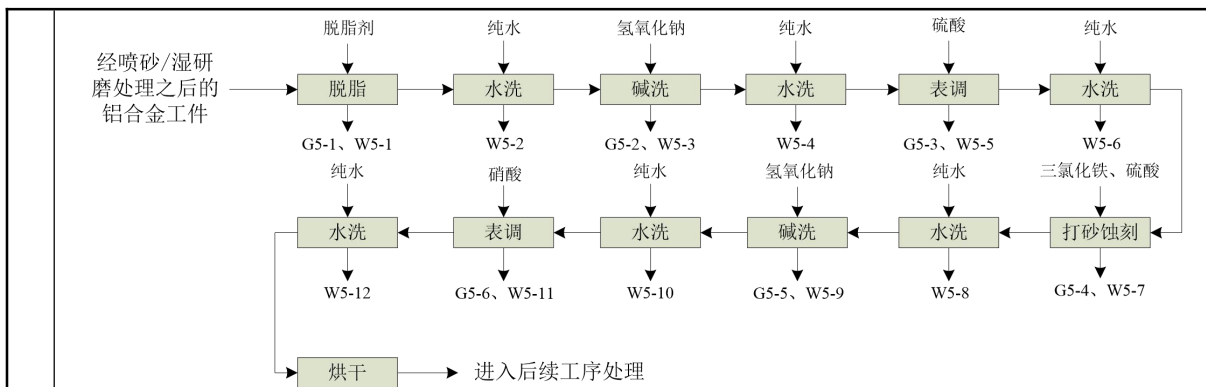 脱脂剂
纯水
氢氧化钠
纯水
硫酸
纯水
经喷砂/湿研
磨处理之后的
铝合金工件
脱脂
水洗
碱洗
水洗
表调
水洗
G5-1、W5-1
W5-2
G5-2、W5-3
W5-4
G5-3、W5-5
W5-6
纯水
硝酸
纯水
氢氧化钠
纯水
三氯化铁、硫酸
水洗
表调
水洗
碱洗
水洗
打砂蚀刻
W5-12
G5-6、W5-11
W5-10
G5-5、W5-9
W5-8
G5-4、W5-7
烘干
进入后续工序处理